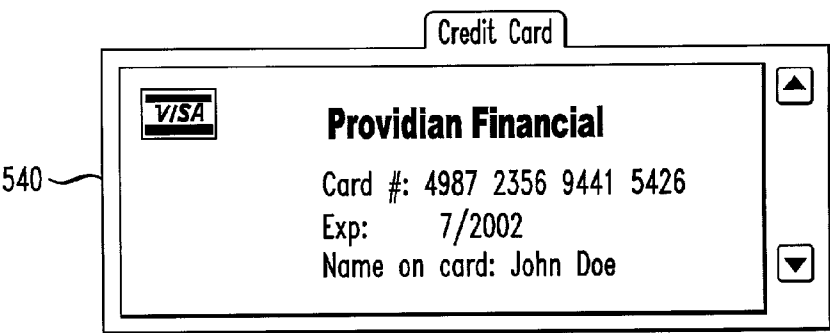 Credit Card
VISA
Providian Financial
Card #: 4987 2356 9441 5426
540
Exp: 7/2002
Name on card: John Doe